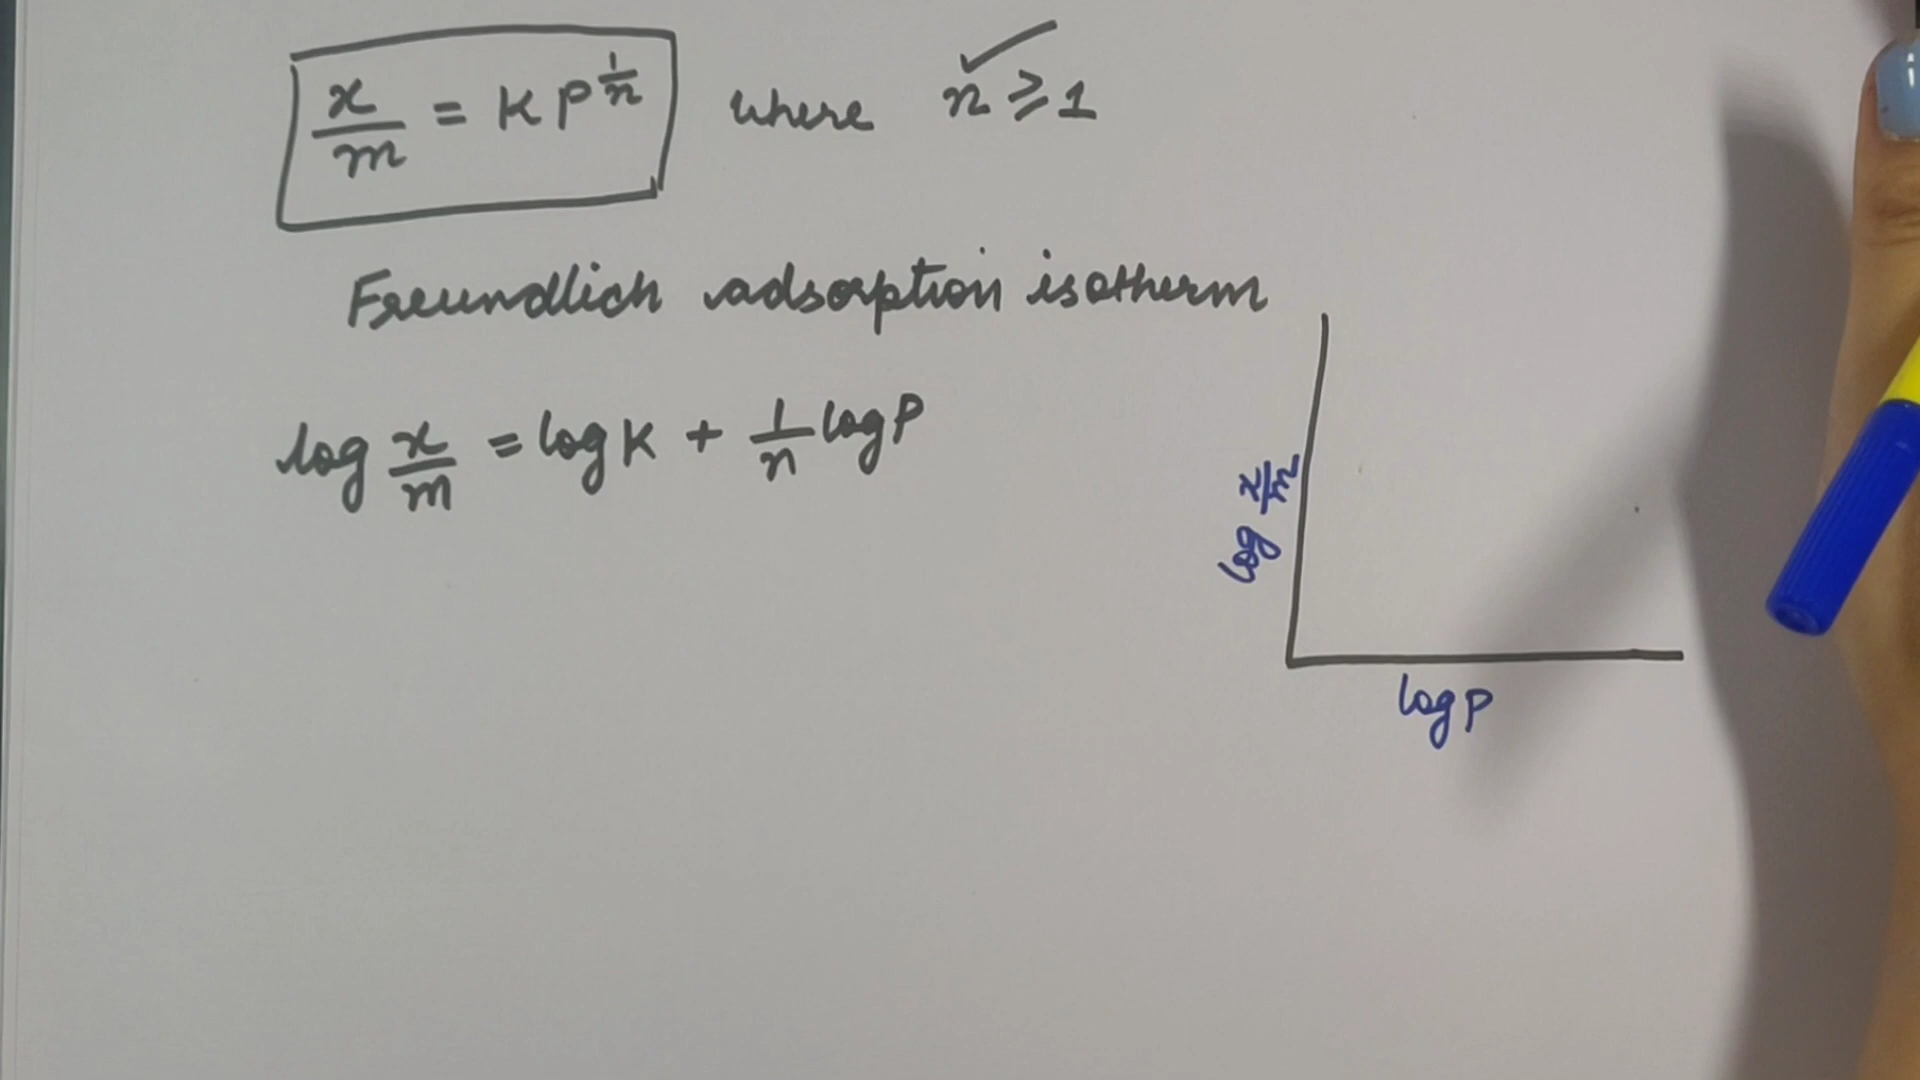 x/m = K P^1/n where n ≥ 1
Freundlich adsorption isotherm
log x/m = log K + 1/n log P
log x/m
log P